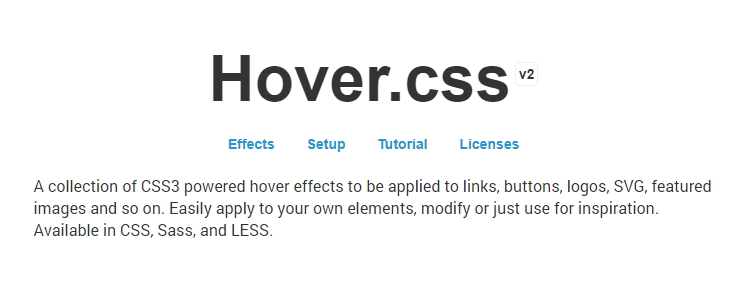 Hover.css v2
Effects Setup Tutorial Licenses
A collection of CSS3 powered hover effects to be applied to links, buttons, logos, SVG, featured
images and so on. Easily apply to your own elements, modify or just use for inspiration.
Available in CSS, Sass, and LESS.